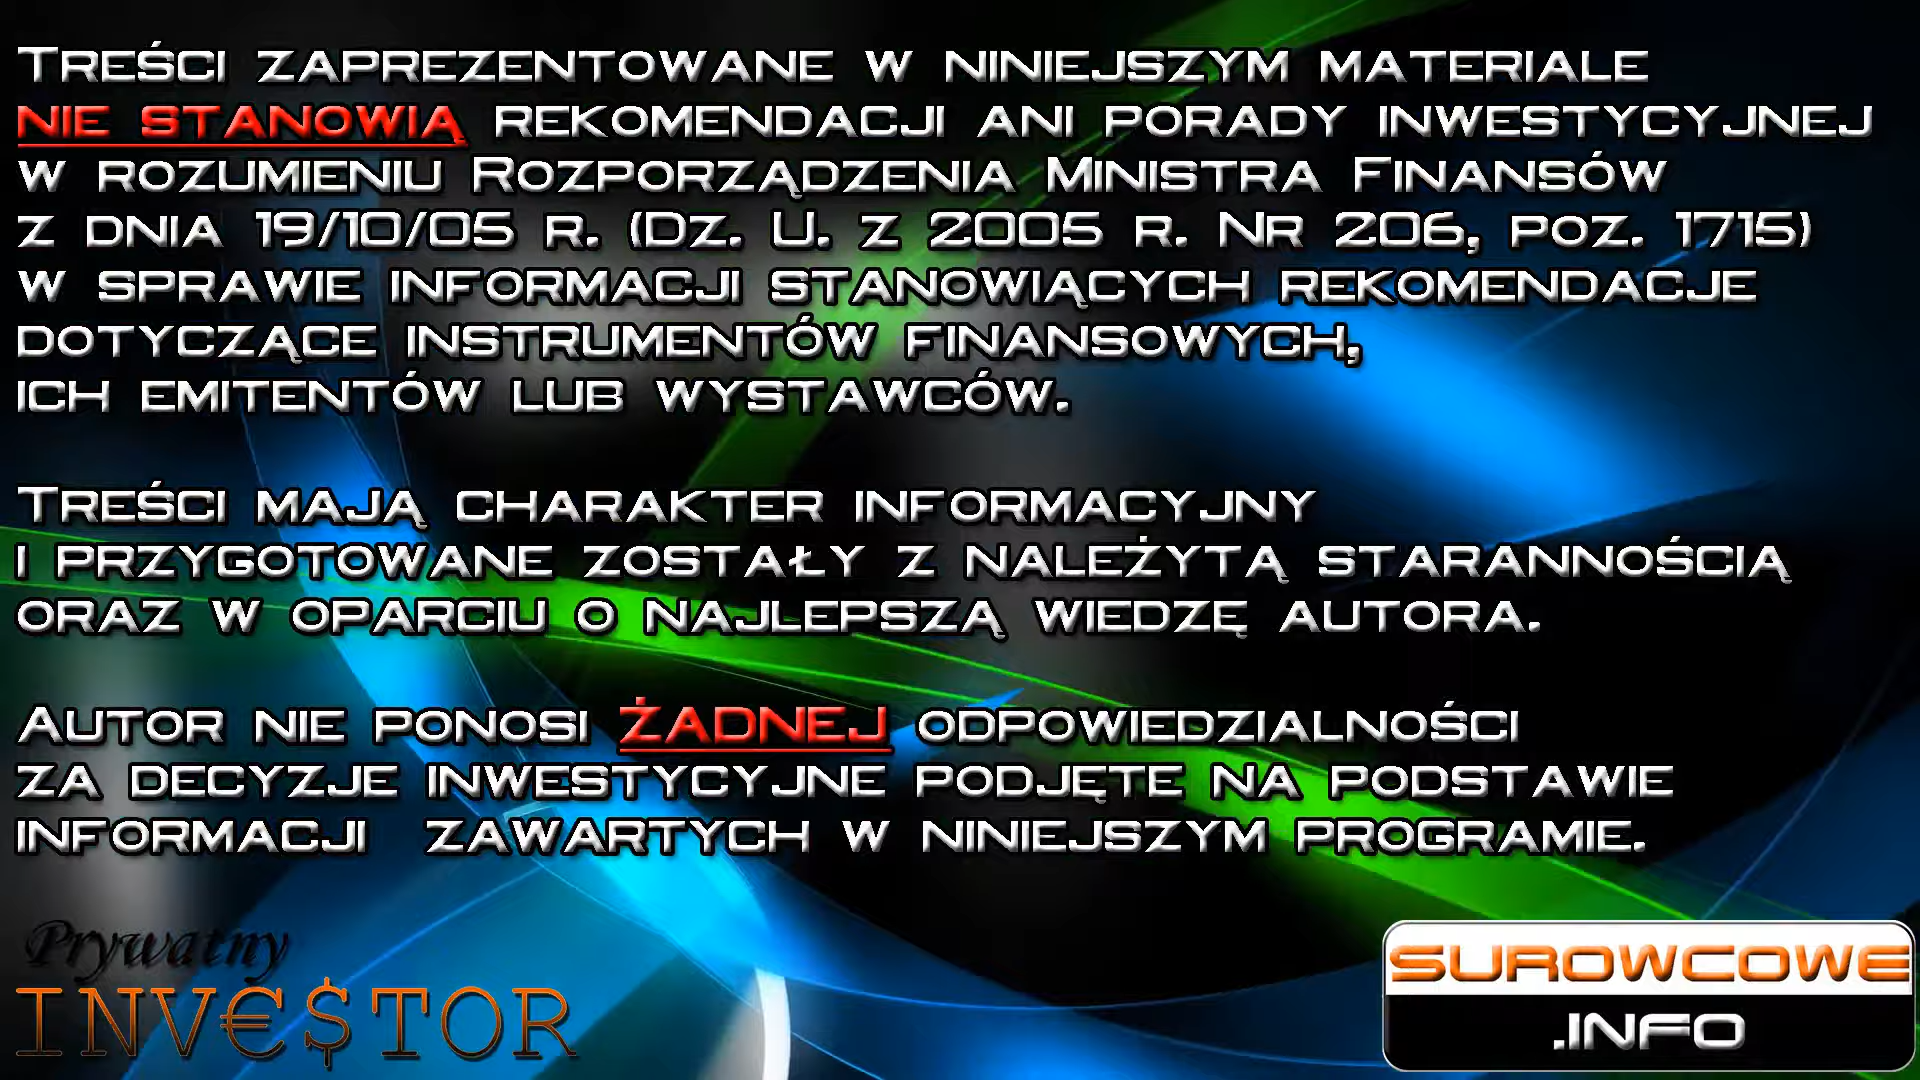 Treści zaprezentowane w niniejszym materiale
nie stanowią rekomendacji ani porady inwestycyjnej
w rozumieniu Rozporządzenia Ministra Finansów
z dnia 19/10/05 r. (Dz. U. z 2005 r. Nr 206, poz. 1715)
w sprawie informacji stanowiących rekomendacje
dotyczące instrumentów finansowych,
ich emitentów lub wystawców.
Treści mają charakter informacyjny
i przygotowane zostały z należytą starannością
oraz w oparciu o najlepszą wiedzę autora.
Autor nie ponosi ŻADNEJ odpowiedzialności
za decyzje inwestycyjne podjęte na podstawie
informacji zawartych w niniejszym programie.
Prywatny
INV€$TOR
SUROWCOWE
.INFO